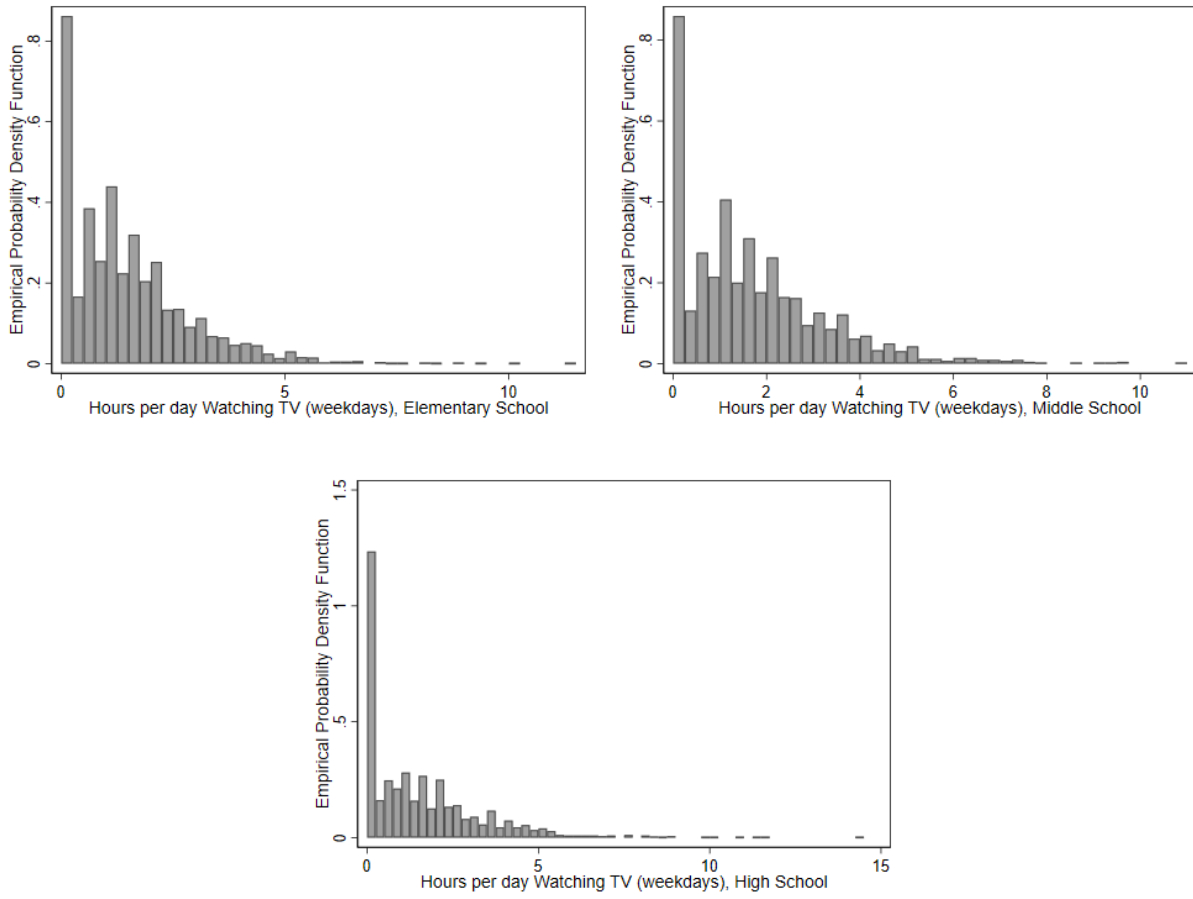 Empirical Probability Density Function
.8
.6
.4
.2
0
0 5 10
Hours per day Watching TV (weekdays), Elementary School
Empirical Probability Density Function
.8
.6
.4
.2
0
0 2 4 6 8 10
Hours per day Watching TV (weekdays), Middle School
Empirical Probability Density Function
1.5
1
.5
0
0 5 10 15
Hours per day Watching TV (weekdays), High School